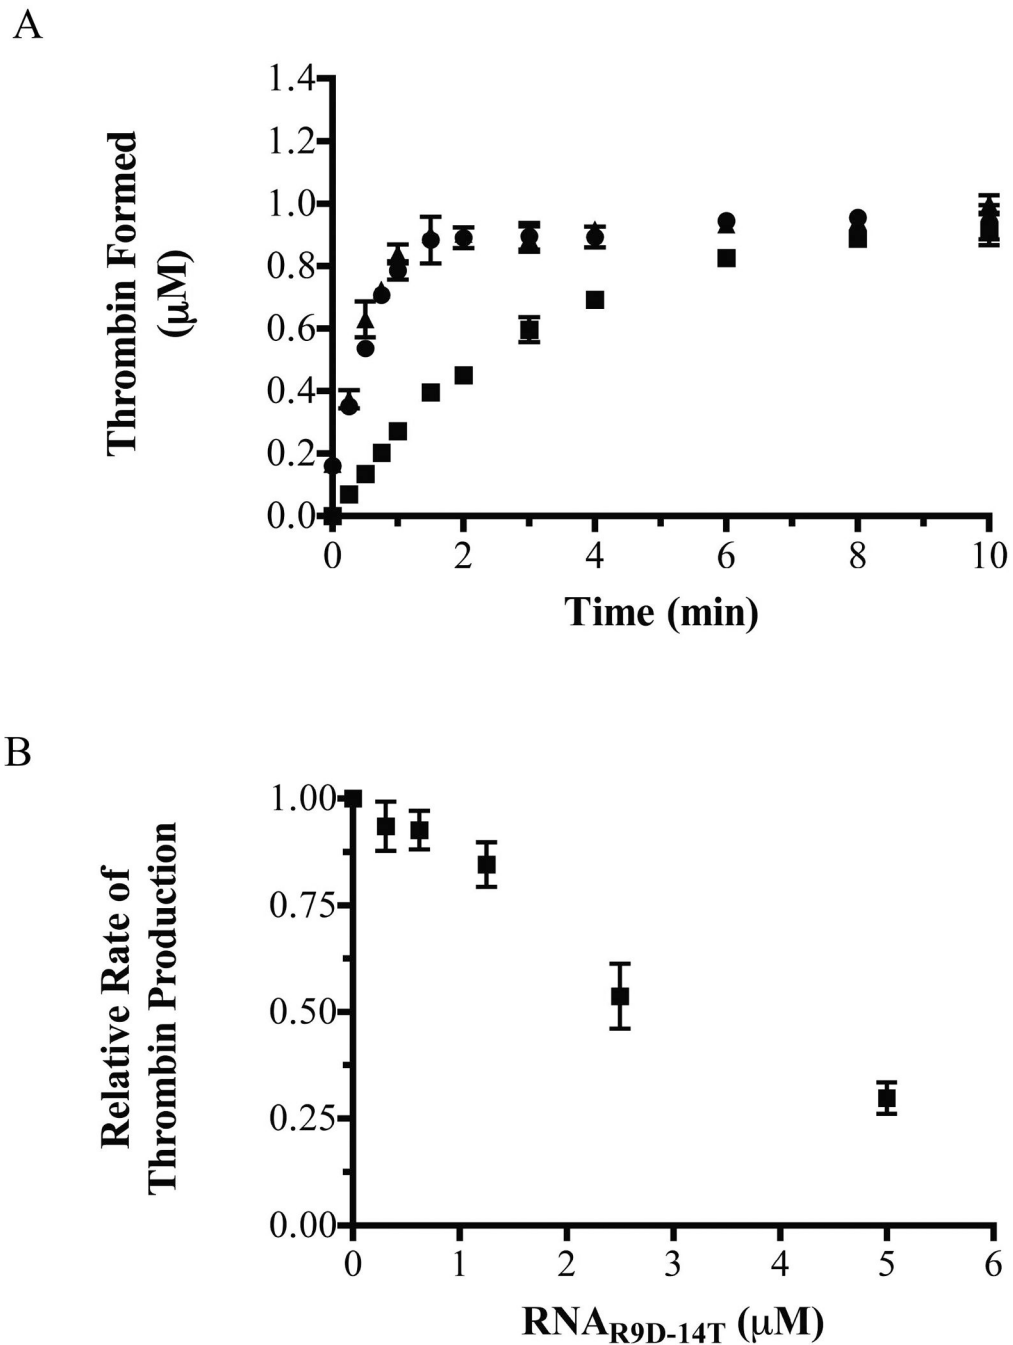 A
1.4
1.2
1.0
0.8
0.6
0.4
0.2
0.0
Thrombin Formed
(μM)
0 2 4 6 8 10
Time (min)
B
1.00
0.75
0.50
0.25
0.00
Relative Rate of
Thrombin Production
0 1 2 3 4 5 6
RNAR9D-14T (μM)